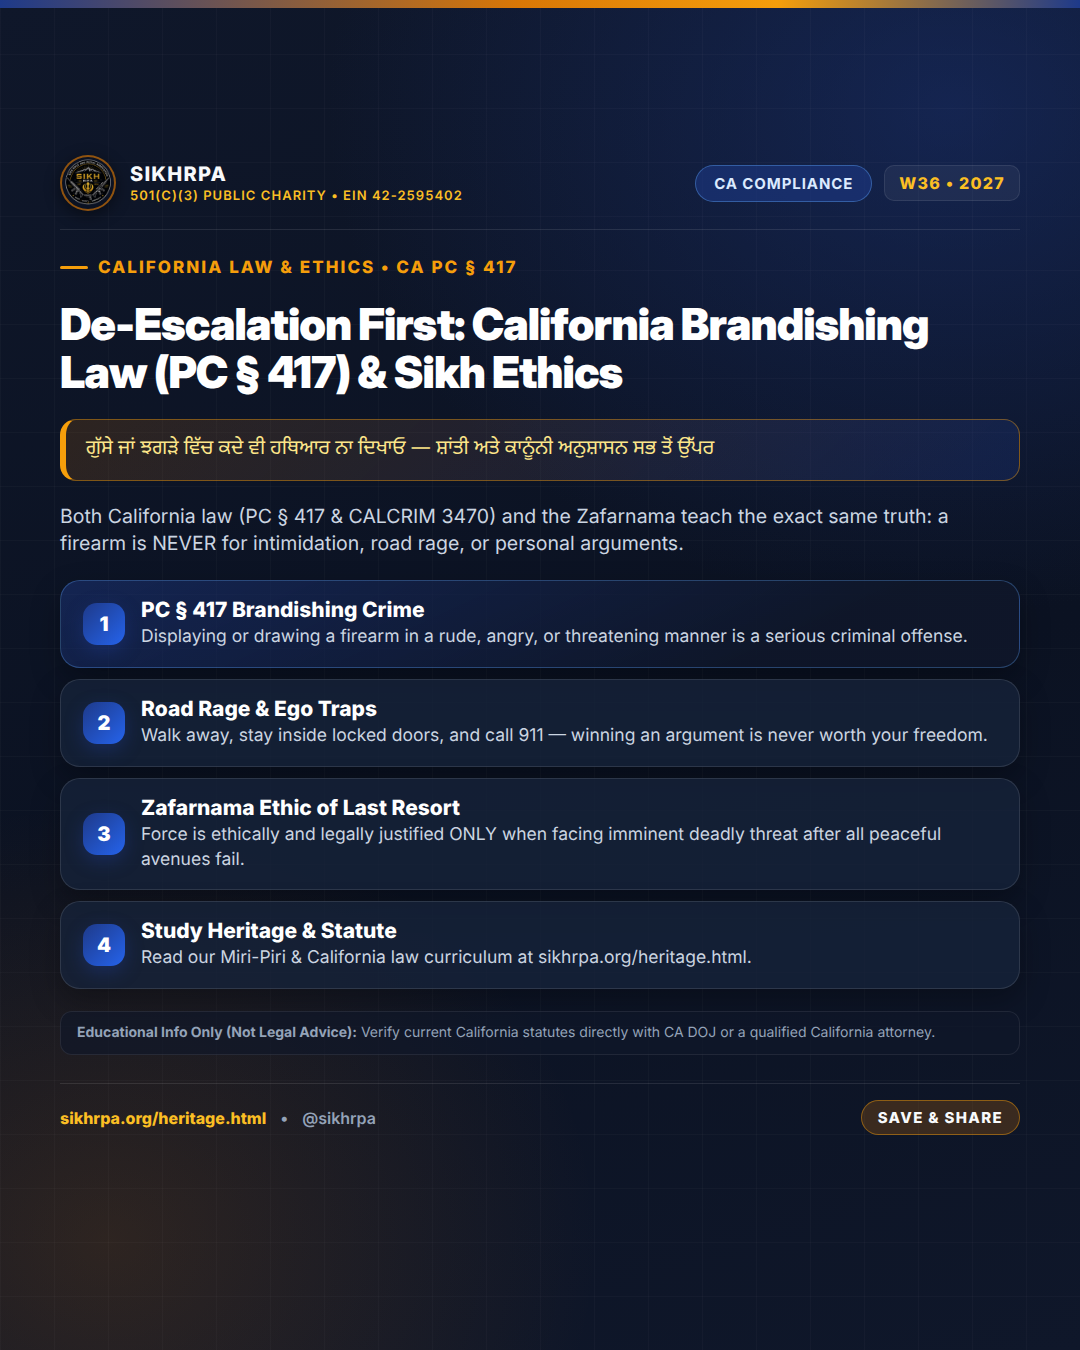 SIKH
SIKHRPA
501(C)(3) PUBLIC CHARITY • EIN 42-2595402
CA COMPLIANCE
W36 • 2027
CALIFORNIA LAW & ETHICS • CA PC § 417
De-Escalation First: California Brandishing
Law (PC § 417) & Sikh Ethics
ਗੁੱਸੇ ਜਾਂ ਝਗੜੇ ਵਿੱਚ ਕਦੇ ਵੀ ਹਥਿਆਰ ਨਾ ਦਿਖਾਓ — ਸ਼ਾਂਤੀ ਅਤੇ ਕਾਨੂੰਨੀ ਅਨੁਸ਼ਾਸਨ ਸਭ ਤੋਂ ਉੱਪਰ
Both California law (PC § 417 & CALCRIM 3470) and the Zafarnama teach the exact same truth: a
firearm is NEVER for intimidation, road rage, or personal arguments.
1
PC § 417 Brandishing Crime
Displaying or drawing a firearm in a rude, angry, or threatening manner is a serious criminal offense.
2
Road Rage & Ego Traps
Walk away, stay inside locked doors, and call 911 — winning an argument is never worth your freedom.
3
Zafarnama Ethic of Last Resort
Force is ethically and legally justified ONLY when facing imminent deadly threat after all peaceful
avenues fail.
4
Study Heritage & Statute
Read our Miri-Piri & California law curriculum at sikhrpa.org/heritage.html.
Educational Info Only (Not Legal Advice): Verify current California statutes directly with CA DOJ or a qualified California attorney.
sikhrpa.org/heritage.html • @sikhrpa
SAVE & SHARE